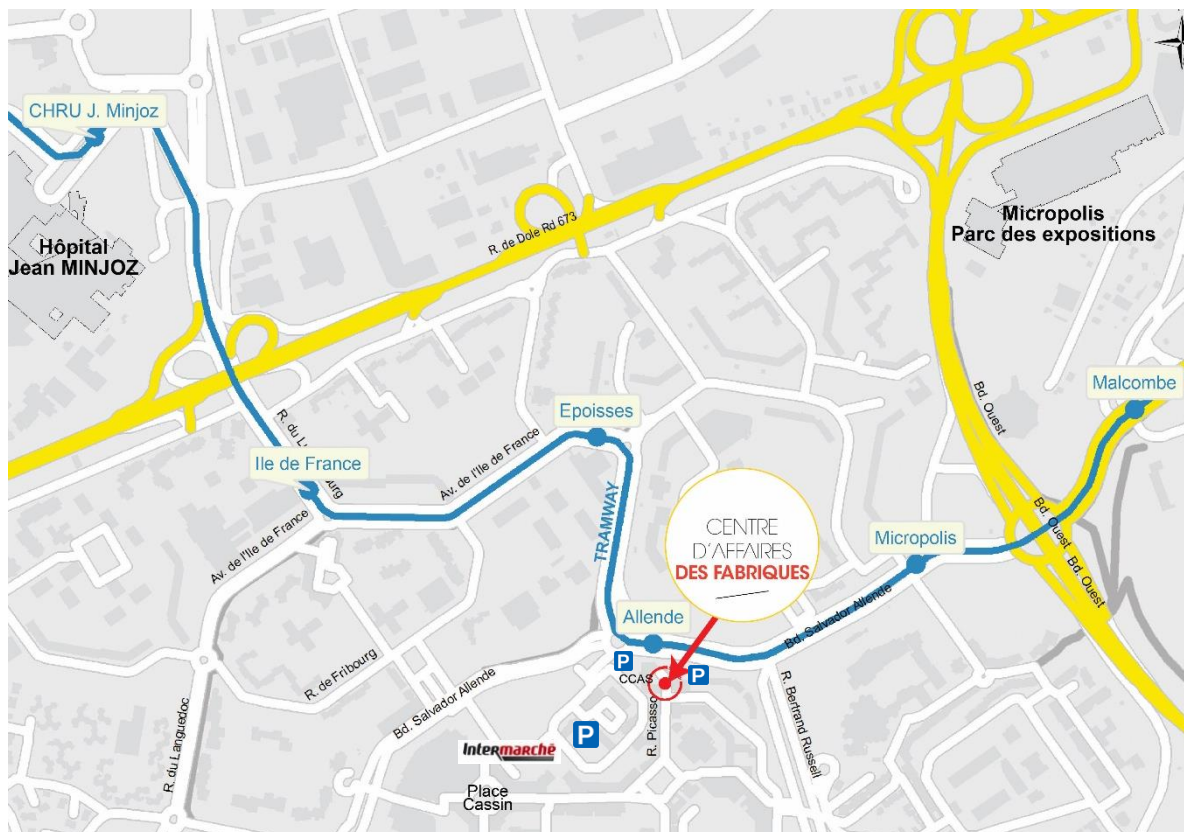 CHRU J. Minjoz
Hôpital
Jean MINJOZ
R. de Dole Rd 673
Micropolis
Parc des expositions
Malcombe
Bd. Ouest
Epoisses
Ile de France
Av. de l'Ile de France
Av. de l'Ile de France
TRAMWAY
CENTRE
D'AFFAIRES
DES FABRIQUES
Micropolis
Bd. Ouest
Bd. Ouest
Allende
Bd. Salvador Allende
P
P
CCAS
R. de Fribourg
Bd. Salvador Allende
R. Picasso
R. Bertrand Russell
R. du Languedoc
P
Intermarché
Place
Cassin